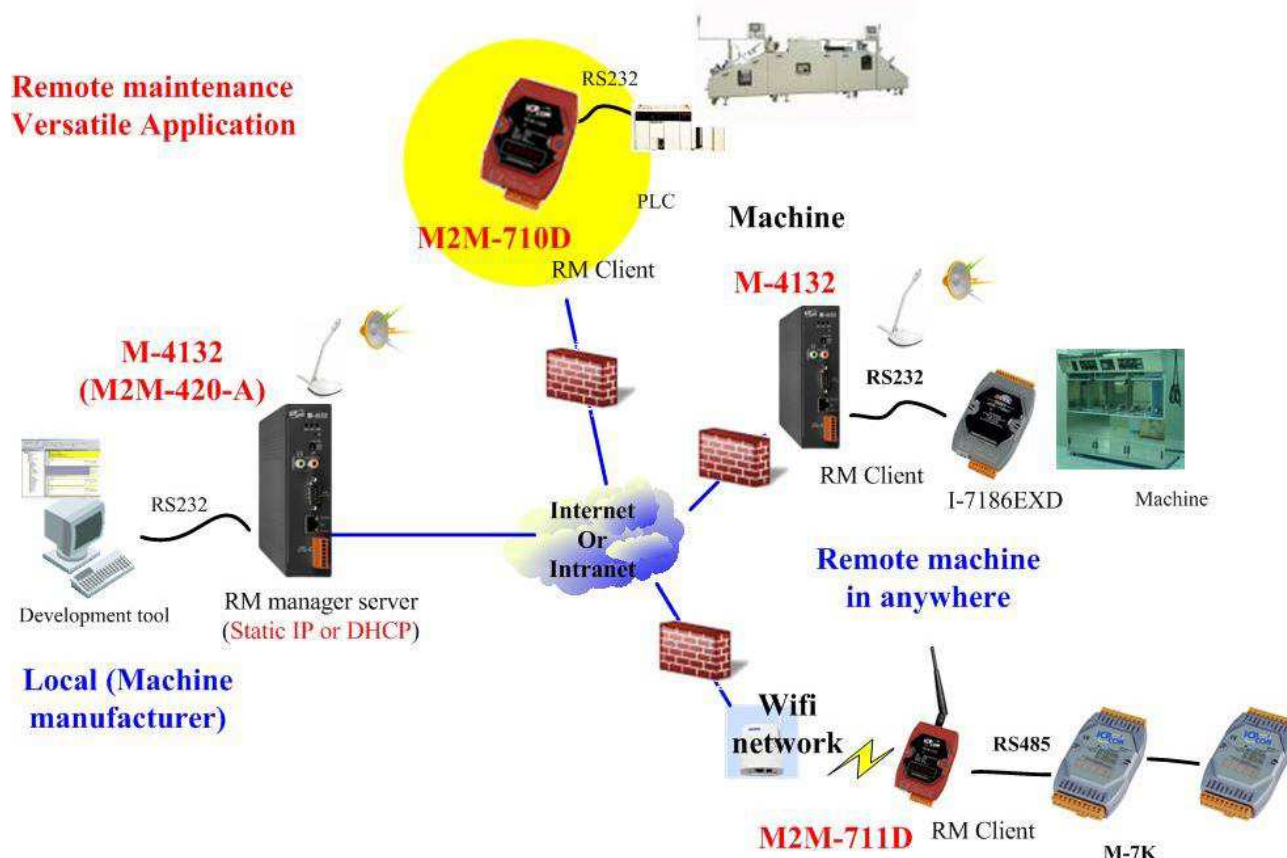 Remote maintenance
Versatile Application
RS232
PLC
M2M-710D
RM Client
Machine
M-4132
RS232
RM Client
I-7186EXD
Machine
M-4132
(M2M-420-A)
RS232
Development tool
RM manager server
(Static IP or DHCP)
Local (Machine
manufacturer)
Internet
Or
Intranet
Remote machine
in anywhere
Wifi
network
RS485
M2M-711D
RM Client
M-7K